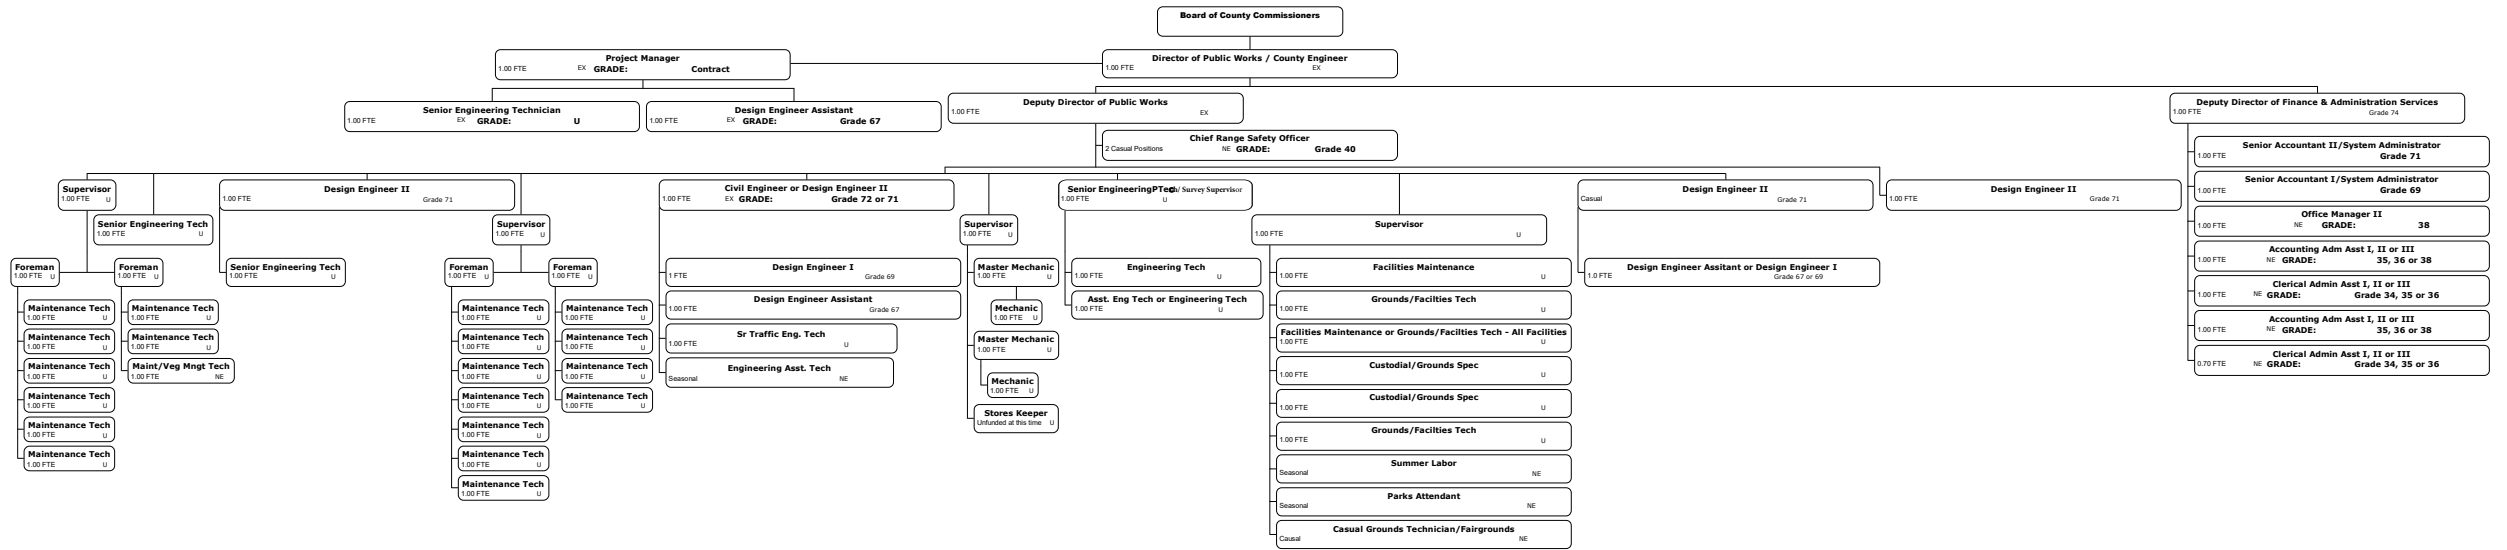 Board of County Commissioners
Project Manager
1.00 FTE EX GRADE: Contract
Director of Public Works / County Engineer
1.00 FTE EX
Senior Engineering Technician
1.00 FTE EX GRADE: U
Design Engineer Assistant
1.00 FTE EX GRADE: Grade 67
Deputy Director of Public Works
1.00 FTE EX
Deputy Director of Finance & Administration Services
1.00 FTE Grade 74
Chief Range Safety Officer
2 Casual Positions NE GRADE: Grade 40
Senior Accountant II/System Administrator
1.00 FTE Grade 71
Senior Accountant I/System Administrator
1.00 FTE Grade 69
Office Manager II
1.00 FTE NE GRADE: 38
Accounting Adm Asst I, II or III
1.00 FTE NE GRADE: 35, 36 or 38
Clerical Admin Asst I, II or III
1.00 FTE NE GRADE: Grade 34, 35 or 36
Accounting Adm Asst I, II or III
1.00 FTE NE GRADE: 35, 36 or 38
Clerical Admin Asst I, II or III
0.70 FTE NE GRADE: Grade 34, 35 or 36
Supervisor
1.00 FTE U
Senior Engineering Tech
1.00 FTE U
Foreman
1.00 FTE U
Maintenance Tech
1.00 FTE U
Maintenance Tech
1.00 FTE U
Maintenance Tech
1.00 FTE U
Maintenance Tech
1.00 FTE U
Maintenance Tech
1.00 FTE U
Maintenance Tech
1.00 FTE U
Foreman
1.00 FTE U
Maintenance Tech
1.00 FTE U
Maintenance Tech
1.00 FTE U
Maint/Veg Mngt Tech
1.00 FTE NE
Design Engineer II
1.00 FTE Grade 71
Senior Engineering Tech
1.00 FTE U
Supervisor
1.00 FTE U
Foreman
1.00 FTE U
Maintenance Tech
1.00 FTE U
Maintenance Tech
1.00 FTE U
Maintenance Tech
1.00 FTE U
Maintenance Tech
1.00 FTE U
Maintenance Tech
1.00 FTE U
Maintenance Tech
1.00 FTE U
Maintenance Tech
1.00 FTE U
Foreman
1.00 FTE U
Maintenance Tech
1.00 FTE U
Maintenance Tech
1.00 FTE U
Maintenance Tech
1.00 FTE U
Maintenance Tech
1.00 FTE U
Civil Engineer or Design Engineer II
1.00 FTE EX GRADE: Grade 72 or 71
Design Engineer I
1 FTE Grade 69
Design Engineer Assistant
1.00 FTE Grade 67
Sr Traffic Eng. Tech
1.00 FTE U
Engineering Asst. Tech
Seasonal NE
Supervisor
1.00 FTE U
Master Mechanic
1.00 FTE U
Mechanic
1.00 FTE U
Master Mechanic
1.00 FTE U
Mechanic
1.00 FTE U
Stores Keeper
Unfunded at this time U
Senior Engineering / Survey Supervisor
1.00 FTE U
Engineering Tech
1.00 FTE U
Asst. Eng Tech or Engineering Tech
1.00 FTE U
Supervisor
1.00 FTE U
Facilities Maintenance
1.00 FTE U
Grounds/Facilties Tech
1.00 FTE U
Facilities Maintenance or Grounds/Facilties Tech - All Facilities
1.00 FTE U
Custodial/Grounds Spec
1.00 FTE U
Custodial/Grounds Spec
1.00 FTE U
Grounds/Facilties Tech
1.00 FTE U
Summer Labor
Seasonal NE
Parks Attendant
Seasonal NE
Casual Grounds Technician/Fairgrounds
Causal NE
Design Engineer II
Casual Grade 71
Design Engineer Assitant or Design Engineer I
1.0 FTE Grade 67 or 69
Design Engineer II
1.00 FTE Grade 71